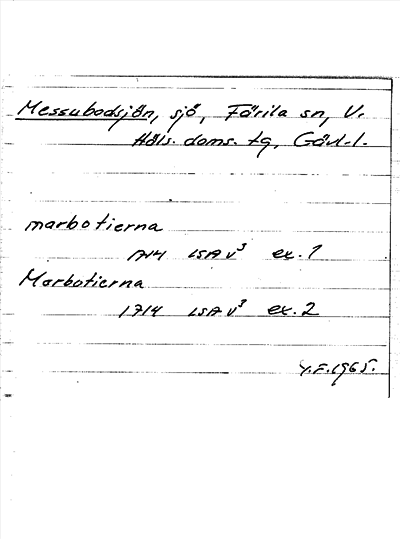 Messubodsjön, sjö, Färila sn, V.
Häls. doms. tg, Gävl. l.
marbotierna
1714 LSA V³ ex. 1
Marbotierna
1714 LSA V³ ex. 2
Y.F. 1965.